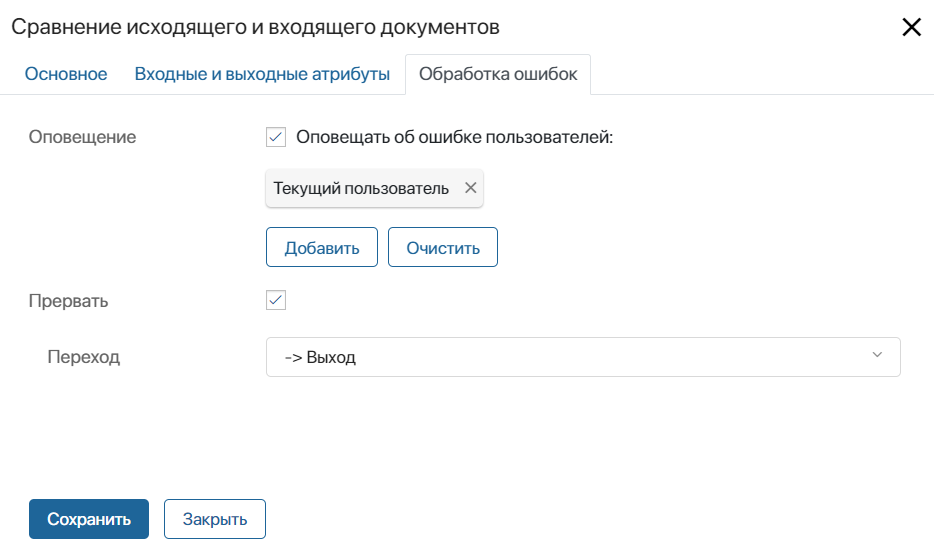 Сравнение исходящего и входящего документов
Основное Входные и выходные атрибуты Обработка ошибок
Оповещение Оповещать об ошибке пользователей:
Текущий пользователь
Добавить Очистить
Прервать
Переход -> Выход
Сохранить Закрыть